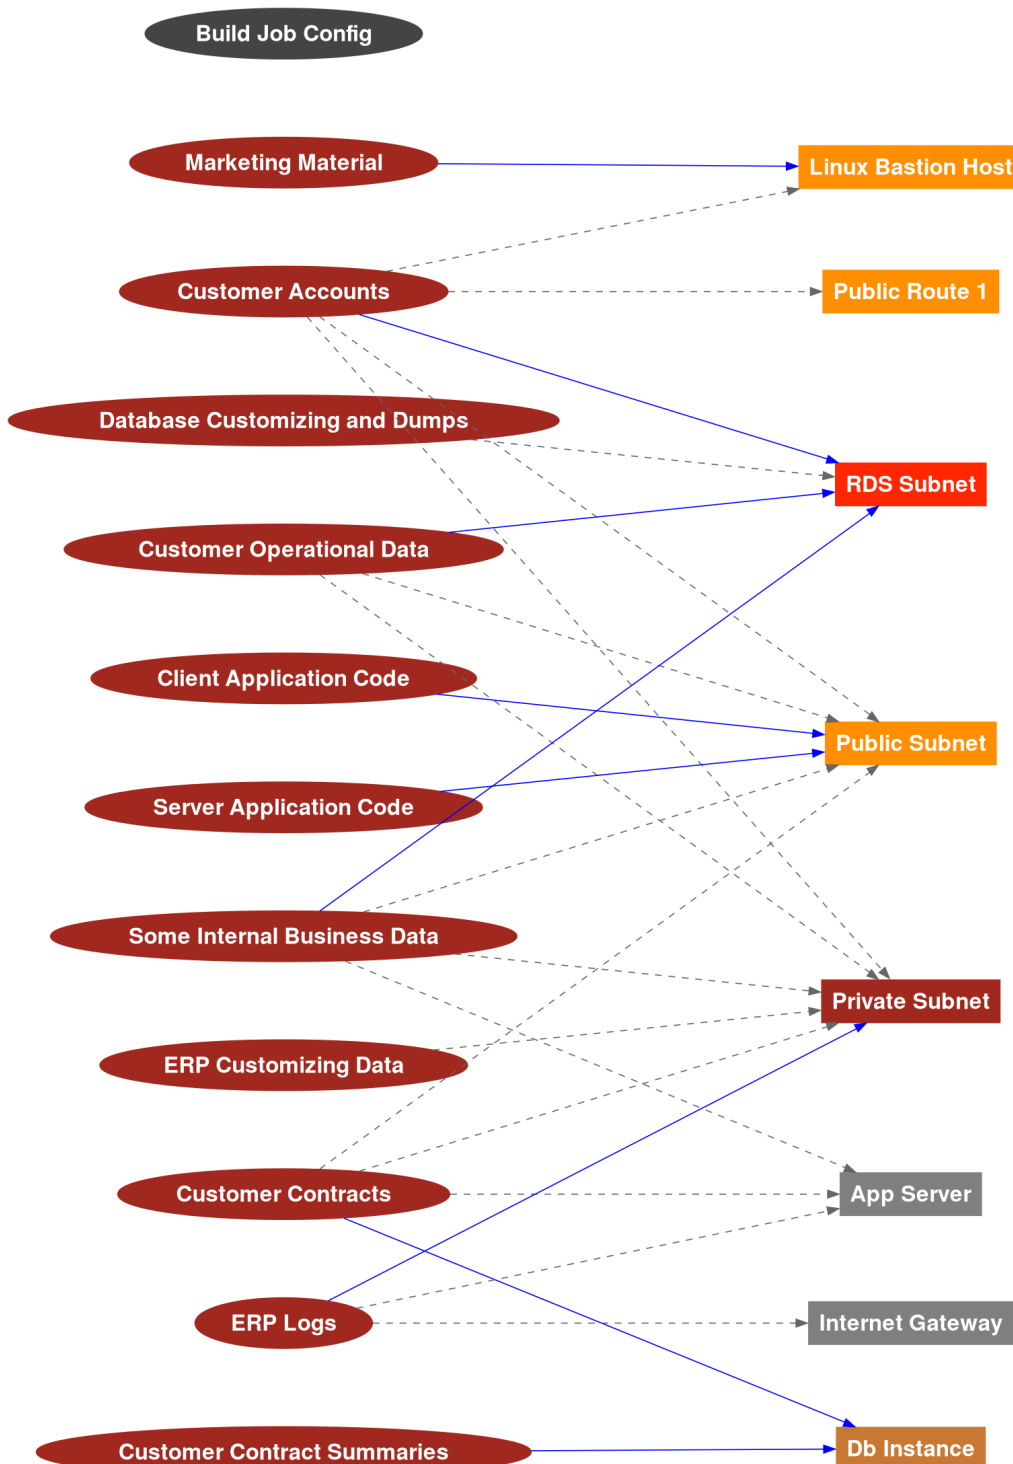 Build Job Config
Marketing Material
Linux Bastion Host
Customer Accounts
Public Route 1
Database Customizing and Dumps
RDS Subnet
Customer Operational Data
Client Application Code
Public Subnet
Server Application Code
Some Internal Business Data
Private Subnet
ERP Customizing Data
Customer Contracts
App Server
ERP Logs
Internet Gateway
Customer Contract Summaries
Db Instance